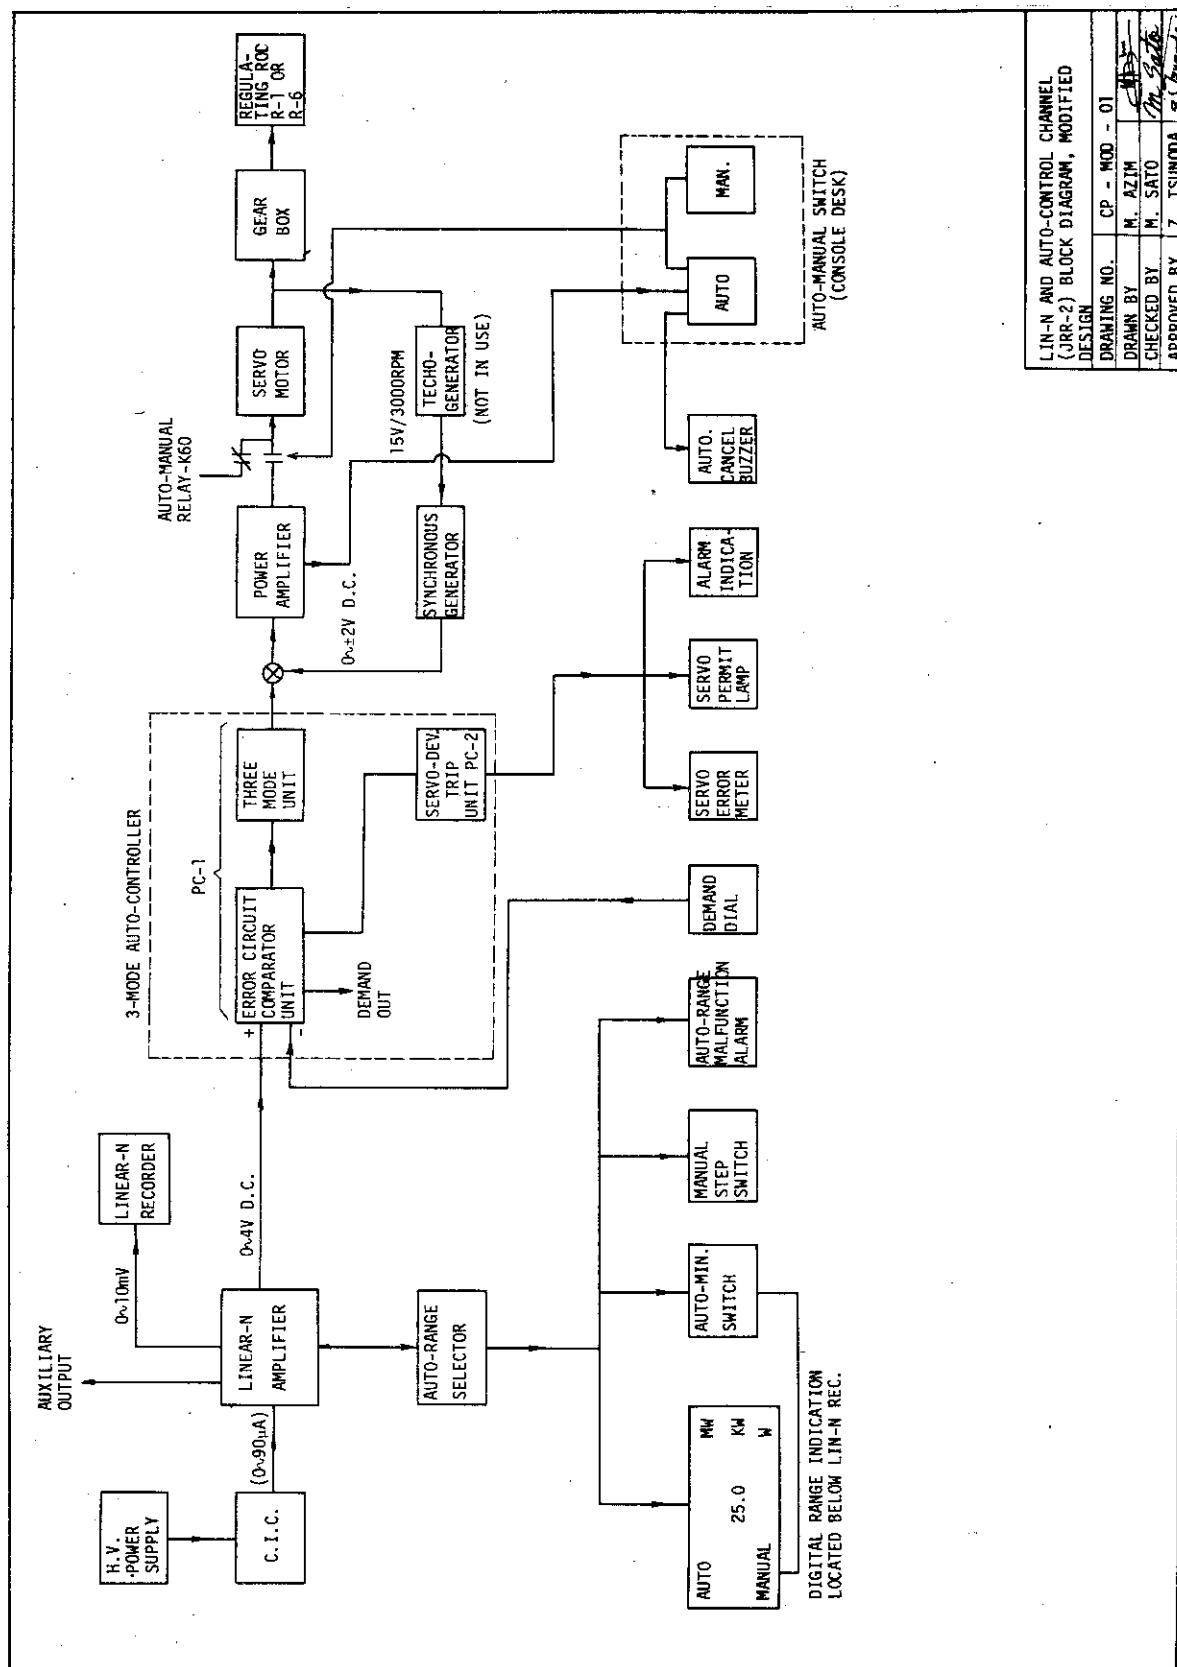 AUXILIARY
OUTPUT
0∿10mV
LINEAR-N
RECORDER
H.V.
POWER
SUPPLY
C.I.C.
(0∿90μA)
LINEAR-N
AMPLIFIER
0∿4V D.C.
AUTO-RANGE
SELECTOR
3-MODE AUTO-CONTROLLER
PC-1
+
ERROR CIRCUIT
COMPARATOR
UNIT
-
DEMAND
OUT
THREE
MODE
UNIT
SERVO-DEV.
TRIP
UNIT PC-2
AUTO-MANUAL
RELAY-K60
POWER
AMPLIFIER
0∿±2V D.C.
SERVO
MOTOR
GEAR
BOX
REGULA-
TING ROD
R-1 OR
R-6
SYNCHRONOUS
GENERATOR
15V/3000RPM
TECHO-
GENERATOR
(NOT IN USE)
AUTO
MANUAL
25.0
MW
KW
W
DIGITAL RANGE INDICATION
LOCATED BELOW LIN-N REC.
AUTO-MIN.
SWITCH
MANUAL
STEP
SWITCH
AUTO-RANGE
MALFUNCTION
ALARM
DEMAND
DIAL
SERVO
ERROR
METER
SERVO
PERMIT
LAMP
ALARM
INDICA-
TION
AUTO.
CANCEL
BUZZER
AUTO
MAN.
AUTO-MANUAL SWITCH
(CONSOLE DESK)
LIN-N AND AUTO-CONTROL CHANNEL
(JRR-2) BLOCK DIAGRAM, MODIFIED
DESIGN
DRAWING NO. CP - MOD - 01
DRAWN BY M. AZIM
CHECKED BY M. SATO M. Sato
APPROVED BY Z. TSUNODA